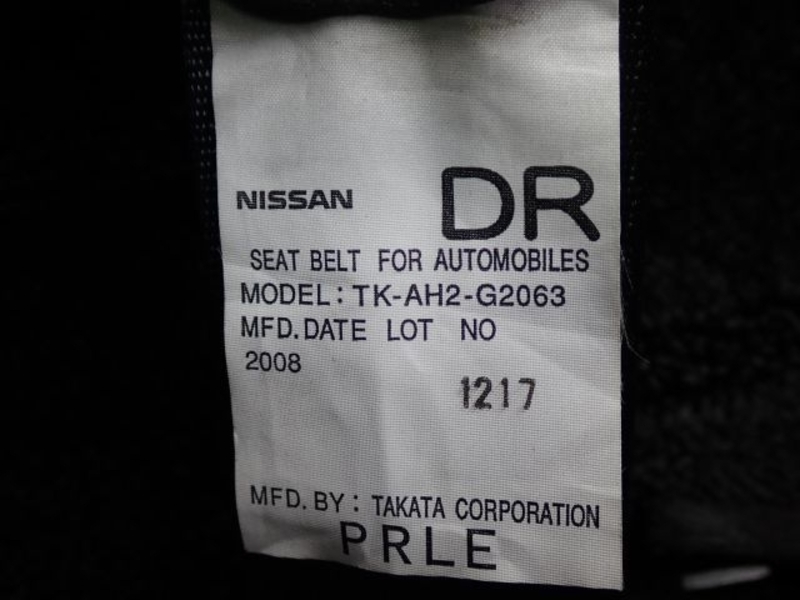 NISSAN DR
SEAT BELT FOR AUTOMOBILES
MODEL: TK-AH2-G2063
MFD.DATE LOT NO
2008
1217
MFD. BY: TAKATA CORPORATION
PRLE